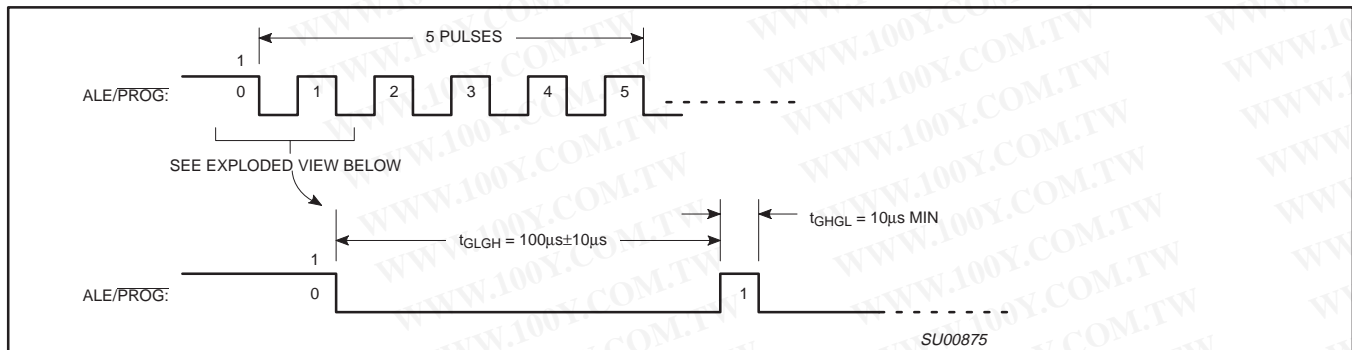 5 PULSES
1
ALE/PROG: 0 1 2 3 4 5
SEE EXPLODED VIEW BELOW
tGHGL = 10µs MIN
tGLGH = 100µs±10µs
1
ALE/PROG: 0 1
SU00875
WWW.100Y.COM.TW